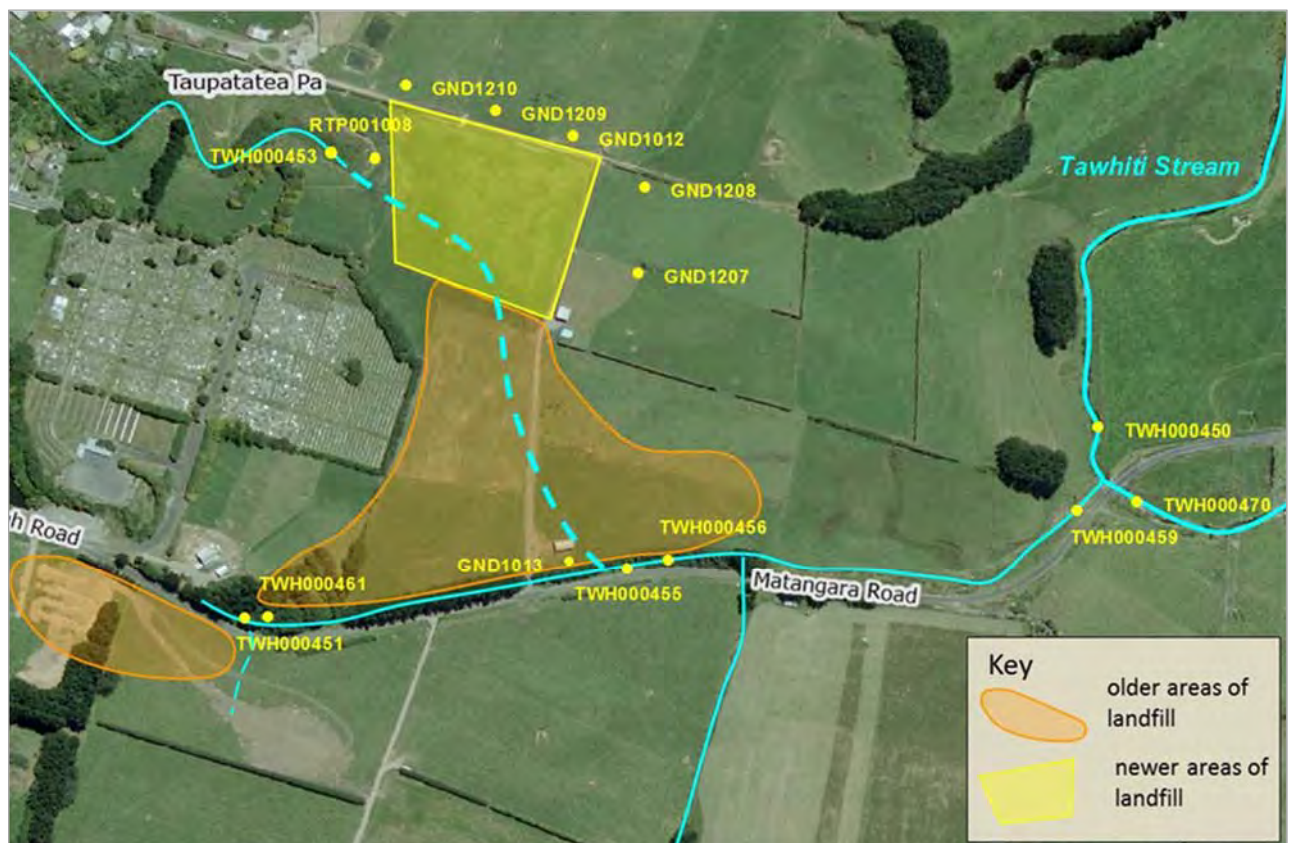 Taupatatea Pa
GND1210
GND1209
RTP001008
GND1012
TWH000453
Tawhiti Stream
GND1208
GND1207
TWH000450
TWH000470
TWH000459
th Road
TWH000456
GND1013
TWH000461
TWH000455
Matangara Road
TWH000451
Key
older areas of
landfill
newer areas of
landfill